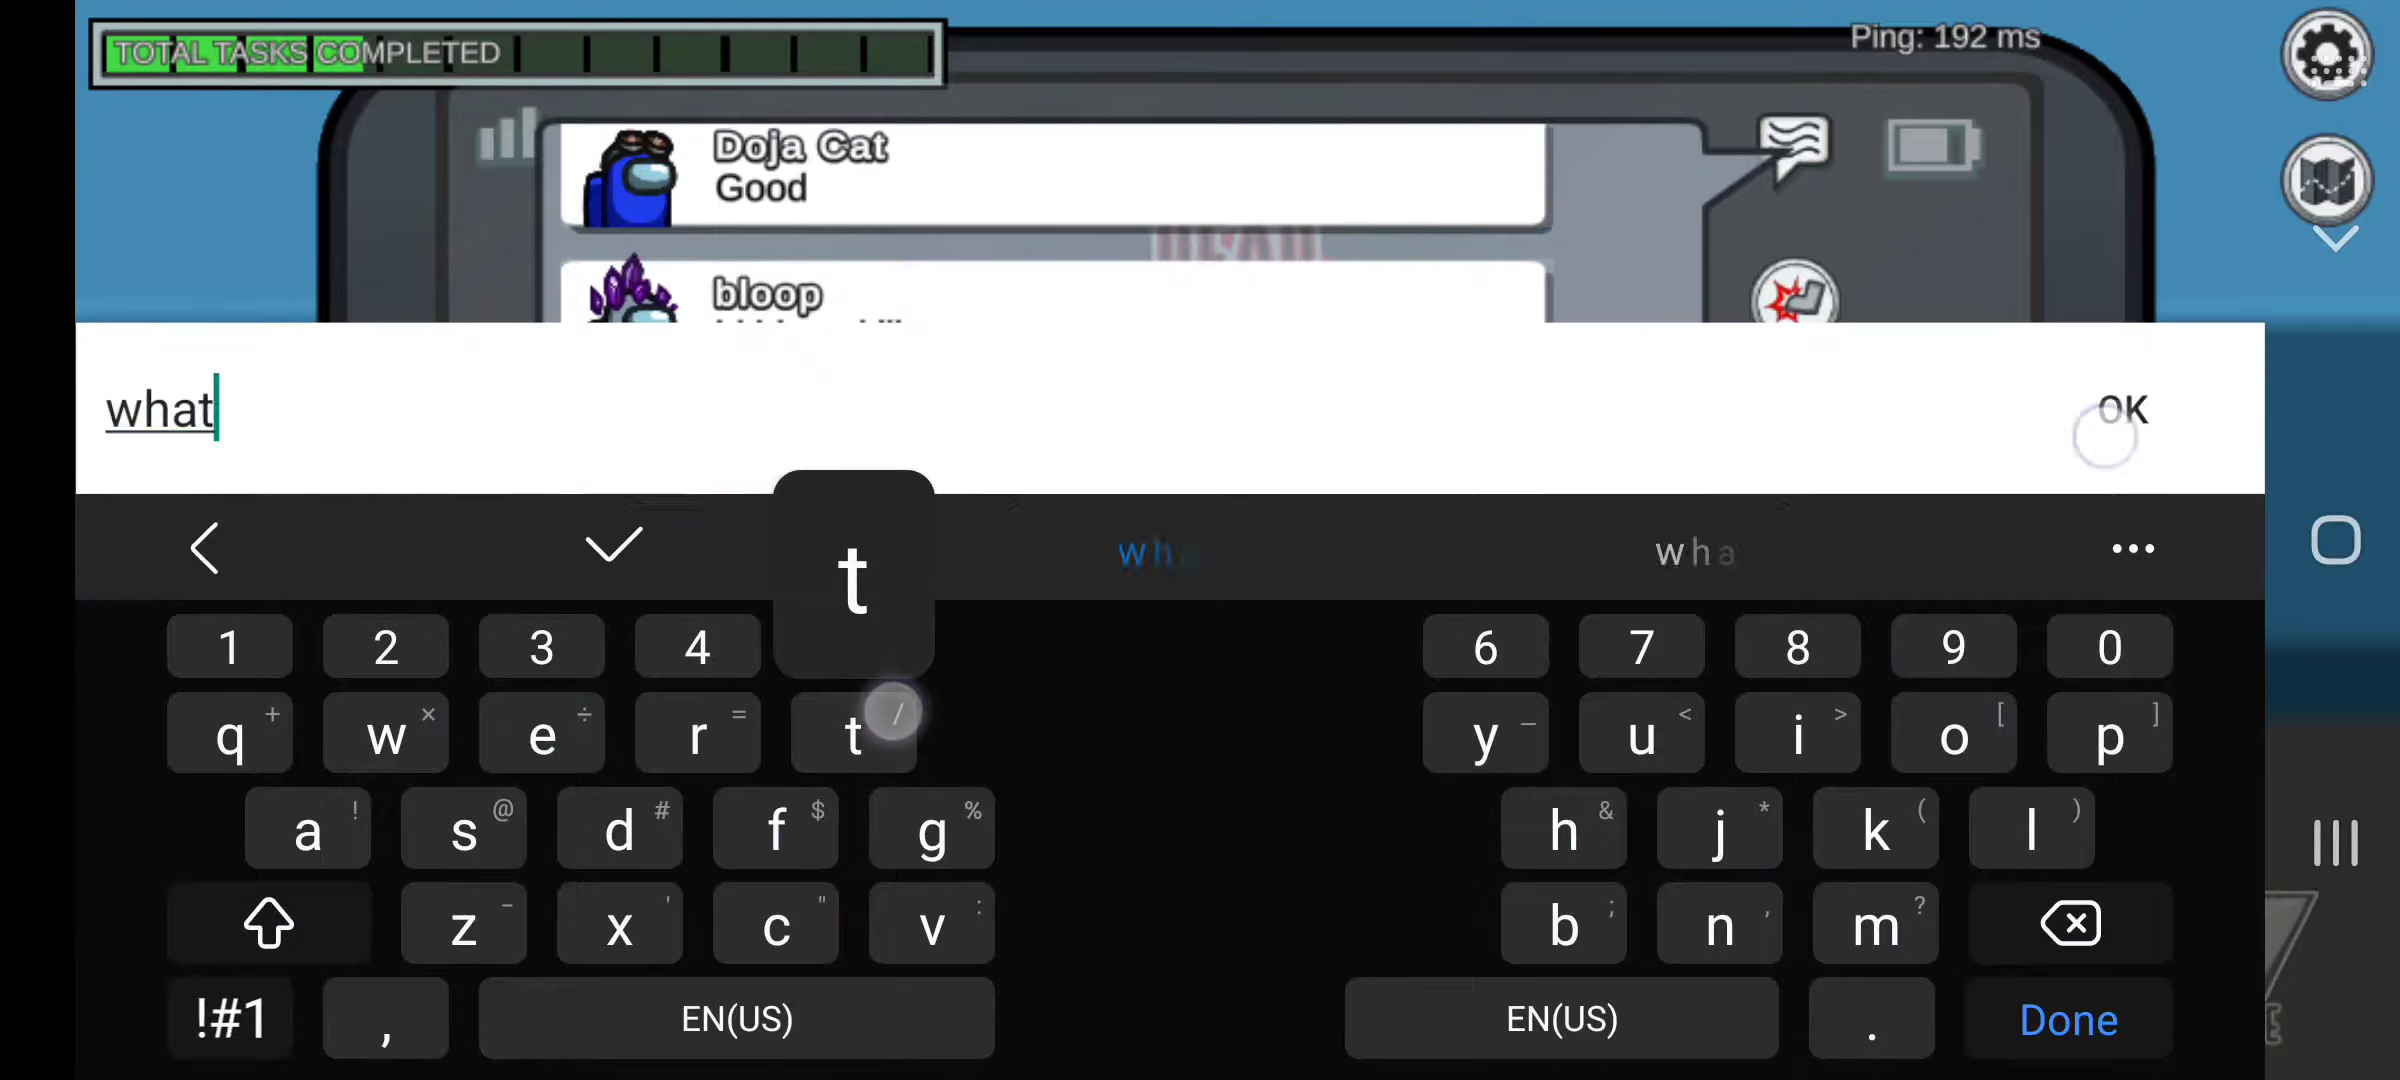 TOTAL TASKS COMPLETED
Ping: 192 ms
Doja Cat
Good
bloop
what
OK
t
wh
wha
1 2 3 4 6 7 8 9 0
q + w × e ÷ r = t / y _ u < i > o [ p ]
a ! s @ d # f $ g % h & j * k ( l )
z - x ' c " v : b ; n , m ?
!#1 , EN(US) EN(US) . Done